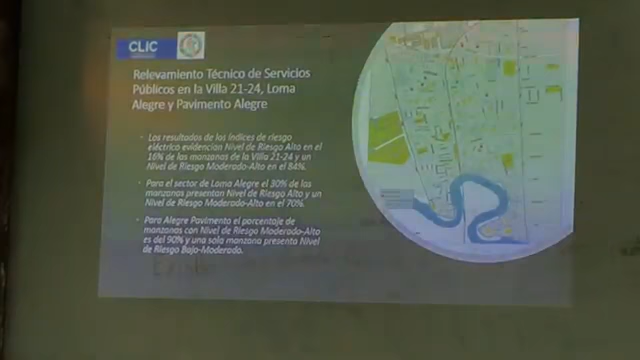 CLIC
Relevamiento Técnico de Servicios
Públicos en la Villa 21-24, Loma
Alegre y Pavimento Alegre
• Los resultados de los índices de riesgo
eléctrico evidencian Nivel de Riesgo Alto en el
16% de las manzanas de la Villa 21-24 y un
Nivel de Riesgo Moderado-Alto en el 84%.
• Para el sector de Loma Alegre el 30% de las
manzanas presentan Nivel de Riesgo Alto y un
Nivel de Riesgo Moderado-Alto en el 70%.
• Para Alegre Pavimento el porcentaje de
manzanas con Nivel de Riesgo Moderado-Alto
es del 90% y una sola manzana presenta Nivel
de Riesgo Bajo-Moderado.